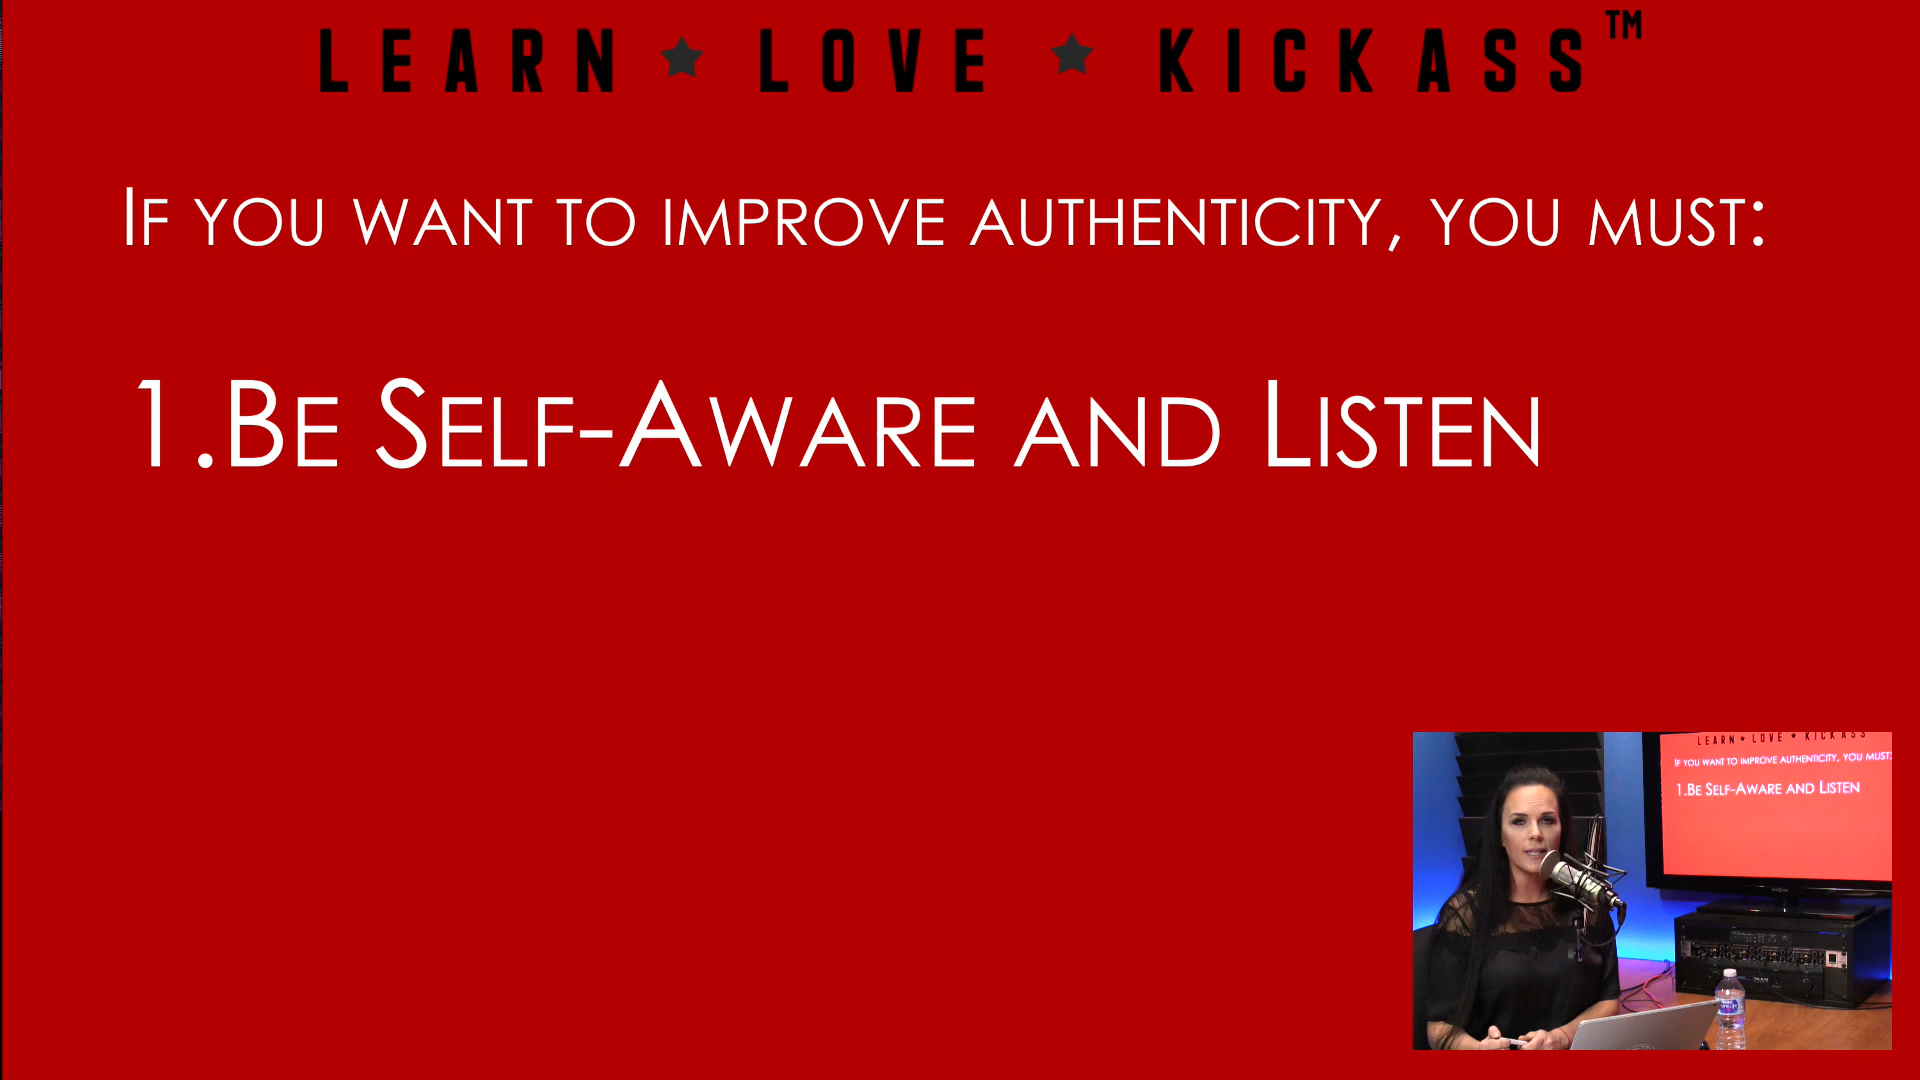 LEARN ★ LOVE ★ KICKASS™
IF YOU WANT TO IMPROVE AUTHENTICITY, YOU MUST:
1.BE SELF-AWARE AND LISTEN
LEARN ★ LOVE ★ KICKASS
IF YOU WANT TO IMPROVE AUTHENTICITY, YOU MUST:
1.BE SELF-AWARE AND LISTEN